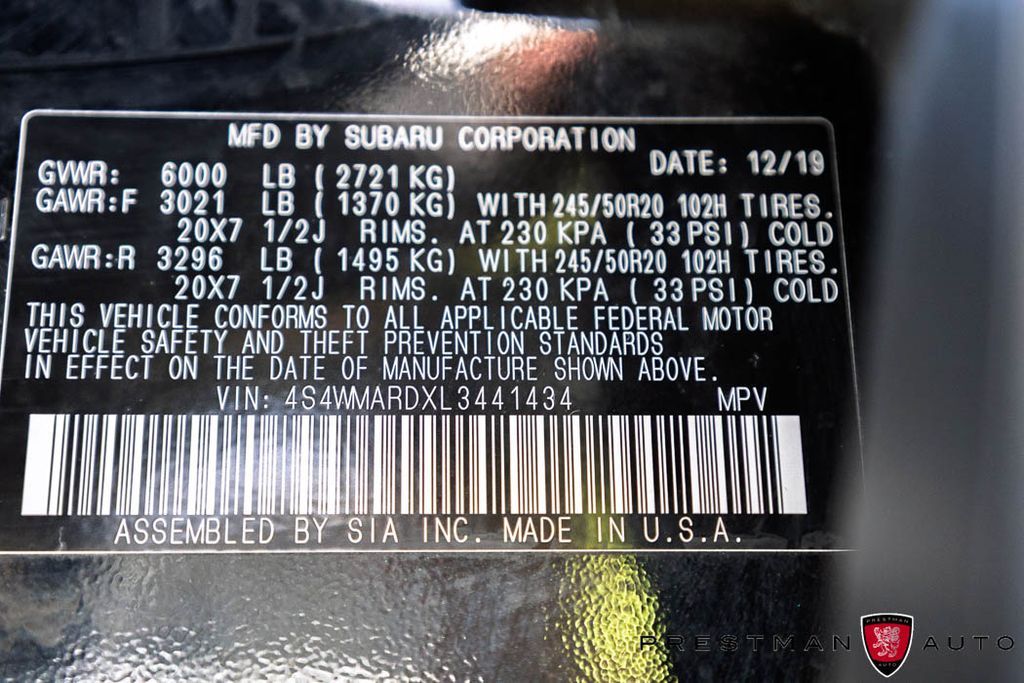 MFD BY SUBARU CORPORATION
DATE: 12/19
GVWR: 6000 LB ( 2721 KG)
GAWR:F 3021 LB ( 1370 KG) WITH 245/50R20 102H TIRES.
20X7 1/2J RIMS. AT 230 KPA ( 33 PSI) COLD
GAWR:R 3296 LB ( 1495 KG) WITH 245/50R20 102H TIRES.
20X7 1/2J RIMS. AT 230 KPA ( 33 PSI) COLD
THIS VEHICLE CONFORMS TO ALL APPLICABLE FEDERAL MOTOR
VEHICLE SAFETY AND THEFT PREVENTION STANDARDS
IN EFFECT ON THE DATE OF MANUFACTURE SHOWN ABOVE.
VIN: 4S4WMARDXL3441434 MPV
ASSEMBLED BY SIA INC. MADE IN U.S.A.
PRESTMAN AUTO
PRESTMAN
AUTO